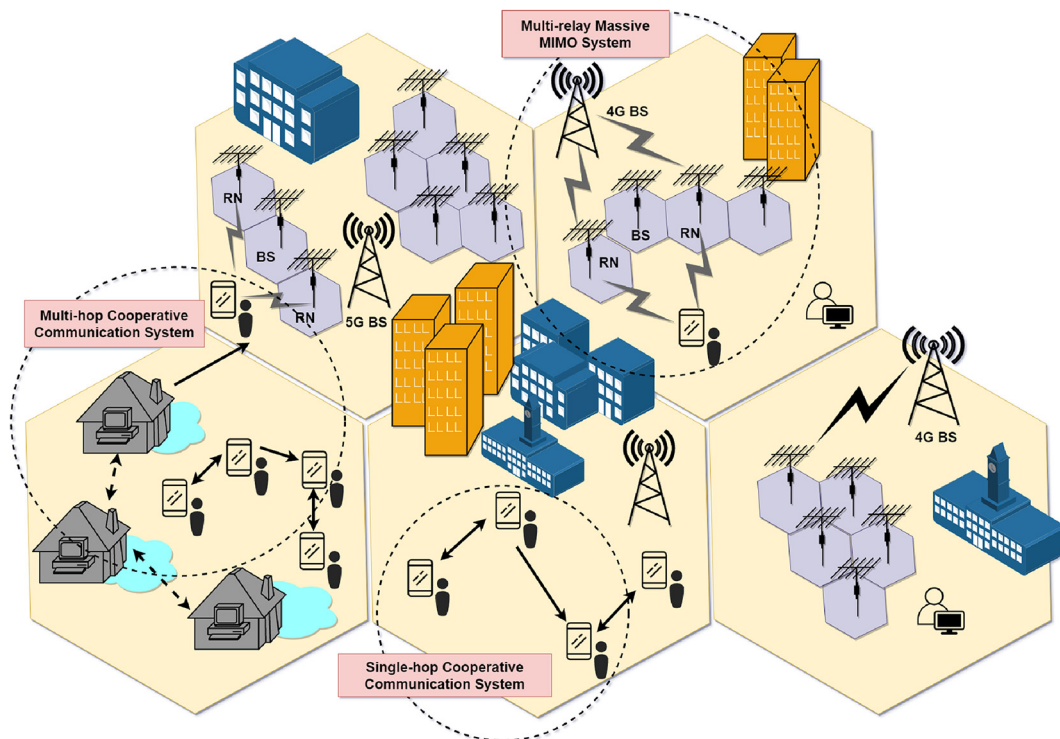 Multi-relay Massive
MIMO System
4G BS
RN
BS
RN
5G BS
BS
RN
RN
Multi-hop Cooperative
Communication System
4G BS
Single-hop Cooperative
Communication System